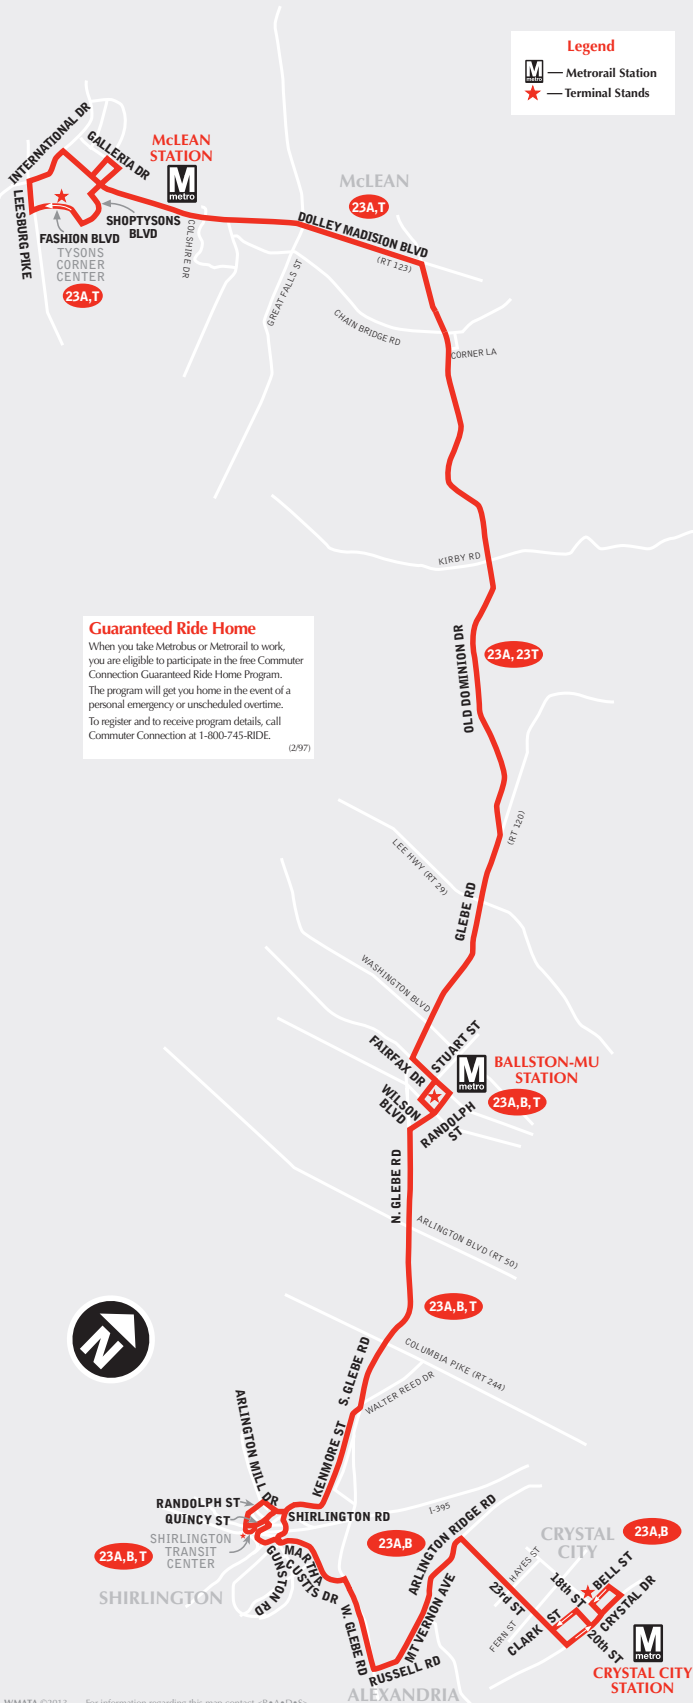 Legend
M metro — Metrorail Station
★ — Terminal Stands
INTERNATIONAL DR
GALLERIA DR
McLEAN
STATION
M
metro
LEESBURG PIKE
SHOPTYSONS
BLVD
FASHION BLVD
TYSONS
CORNER
CENTER
23A,T
COLSHIRE DR
McLEAN
23A,T
DOLLEY MADISION BLVD
(RT 123)
GREAT FALLS ST
CHAIN BRIDGE RD
CORNER LA
KIRBY RD
Guaranteed Ride Home
When you take Metrobus or Metrorail to work,
you are eligible to participate in the free Commuter
Connection Guaranteed Ride Home Program.
The program will get you home in the event of a
personal emergency or unscheduled overtime.
To register and to receive program details, call
Commuter Connection at 1-800-745-RIDE.
(2/97)
OLD DOMINION DR
23A, 23T
(RT 120)
LEE HWY (RT 29)
GLEBE RD
WASHINGTON BLVD
FAIRFAX DR
STUART ST
M
metro
BALLSTON-MU
STATION
23A,B, T
WILSON
BLVD
RANDOLPH
ST
N. GLEBE RD
ARLINGTON BLVD (RT 50)
23A,B, T
N
COLUMBIA PIKE (RT 244)
S. GLEBE RD
WALTER REED DR
KENMORE ST
ARLINGTON MILL DR
RANDOLPH ST
QUINCY ST
SHIRLINGTON
TRANSIT
CENTER
23A,B, T
SHIRLINGTON RD
SHIRLINGTON
GUNSTON RD
MARTHA
CUSTIS DR
W. GLEBE RD
I-395
23A,B
ARLINGTON RIDGE RD
MT VERNON AVE
RUSSELL RD
ALEXANDRIA
23rd ST
HAYES ST
FERN ST
CRYSTAL
CITY
23A,B
18th ST
BELL ST
CLARK ST
CRYSTAL DR
20th ST
M
metro
CRYSTAL CITY
STATION